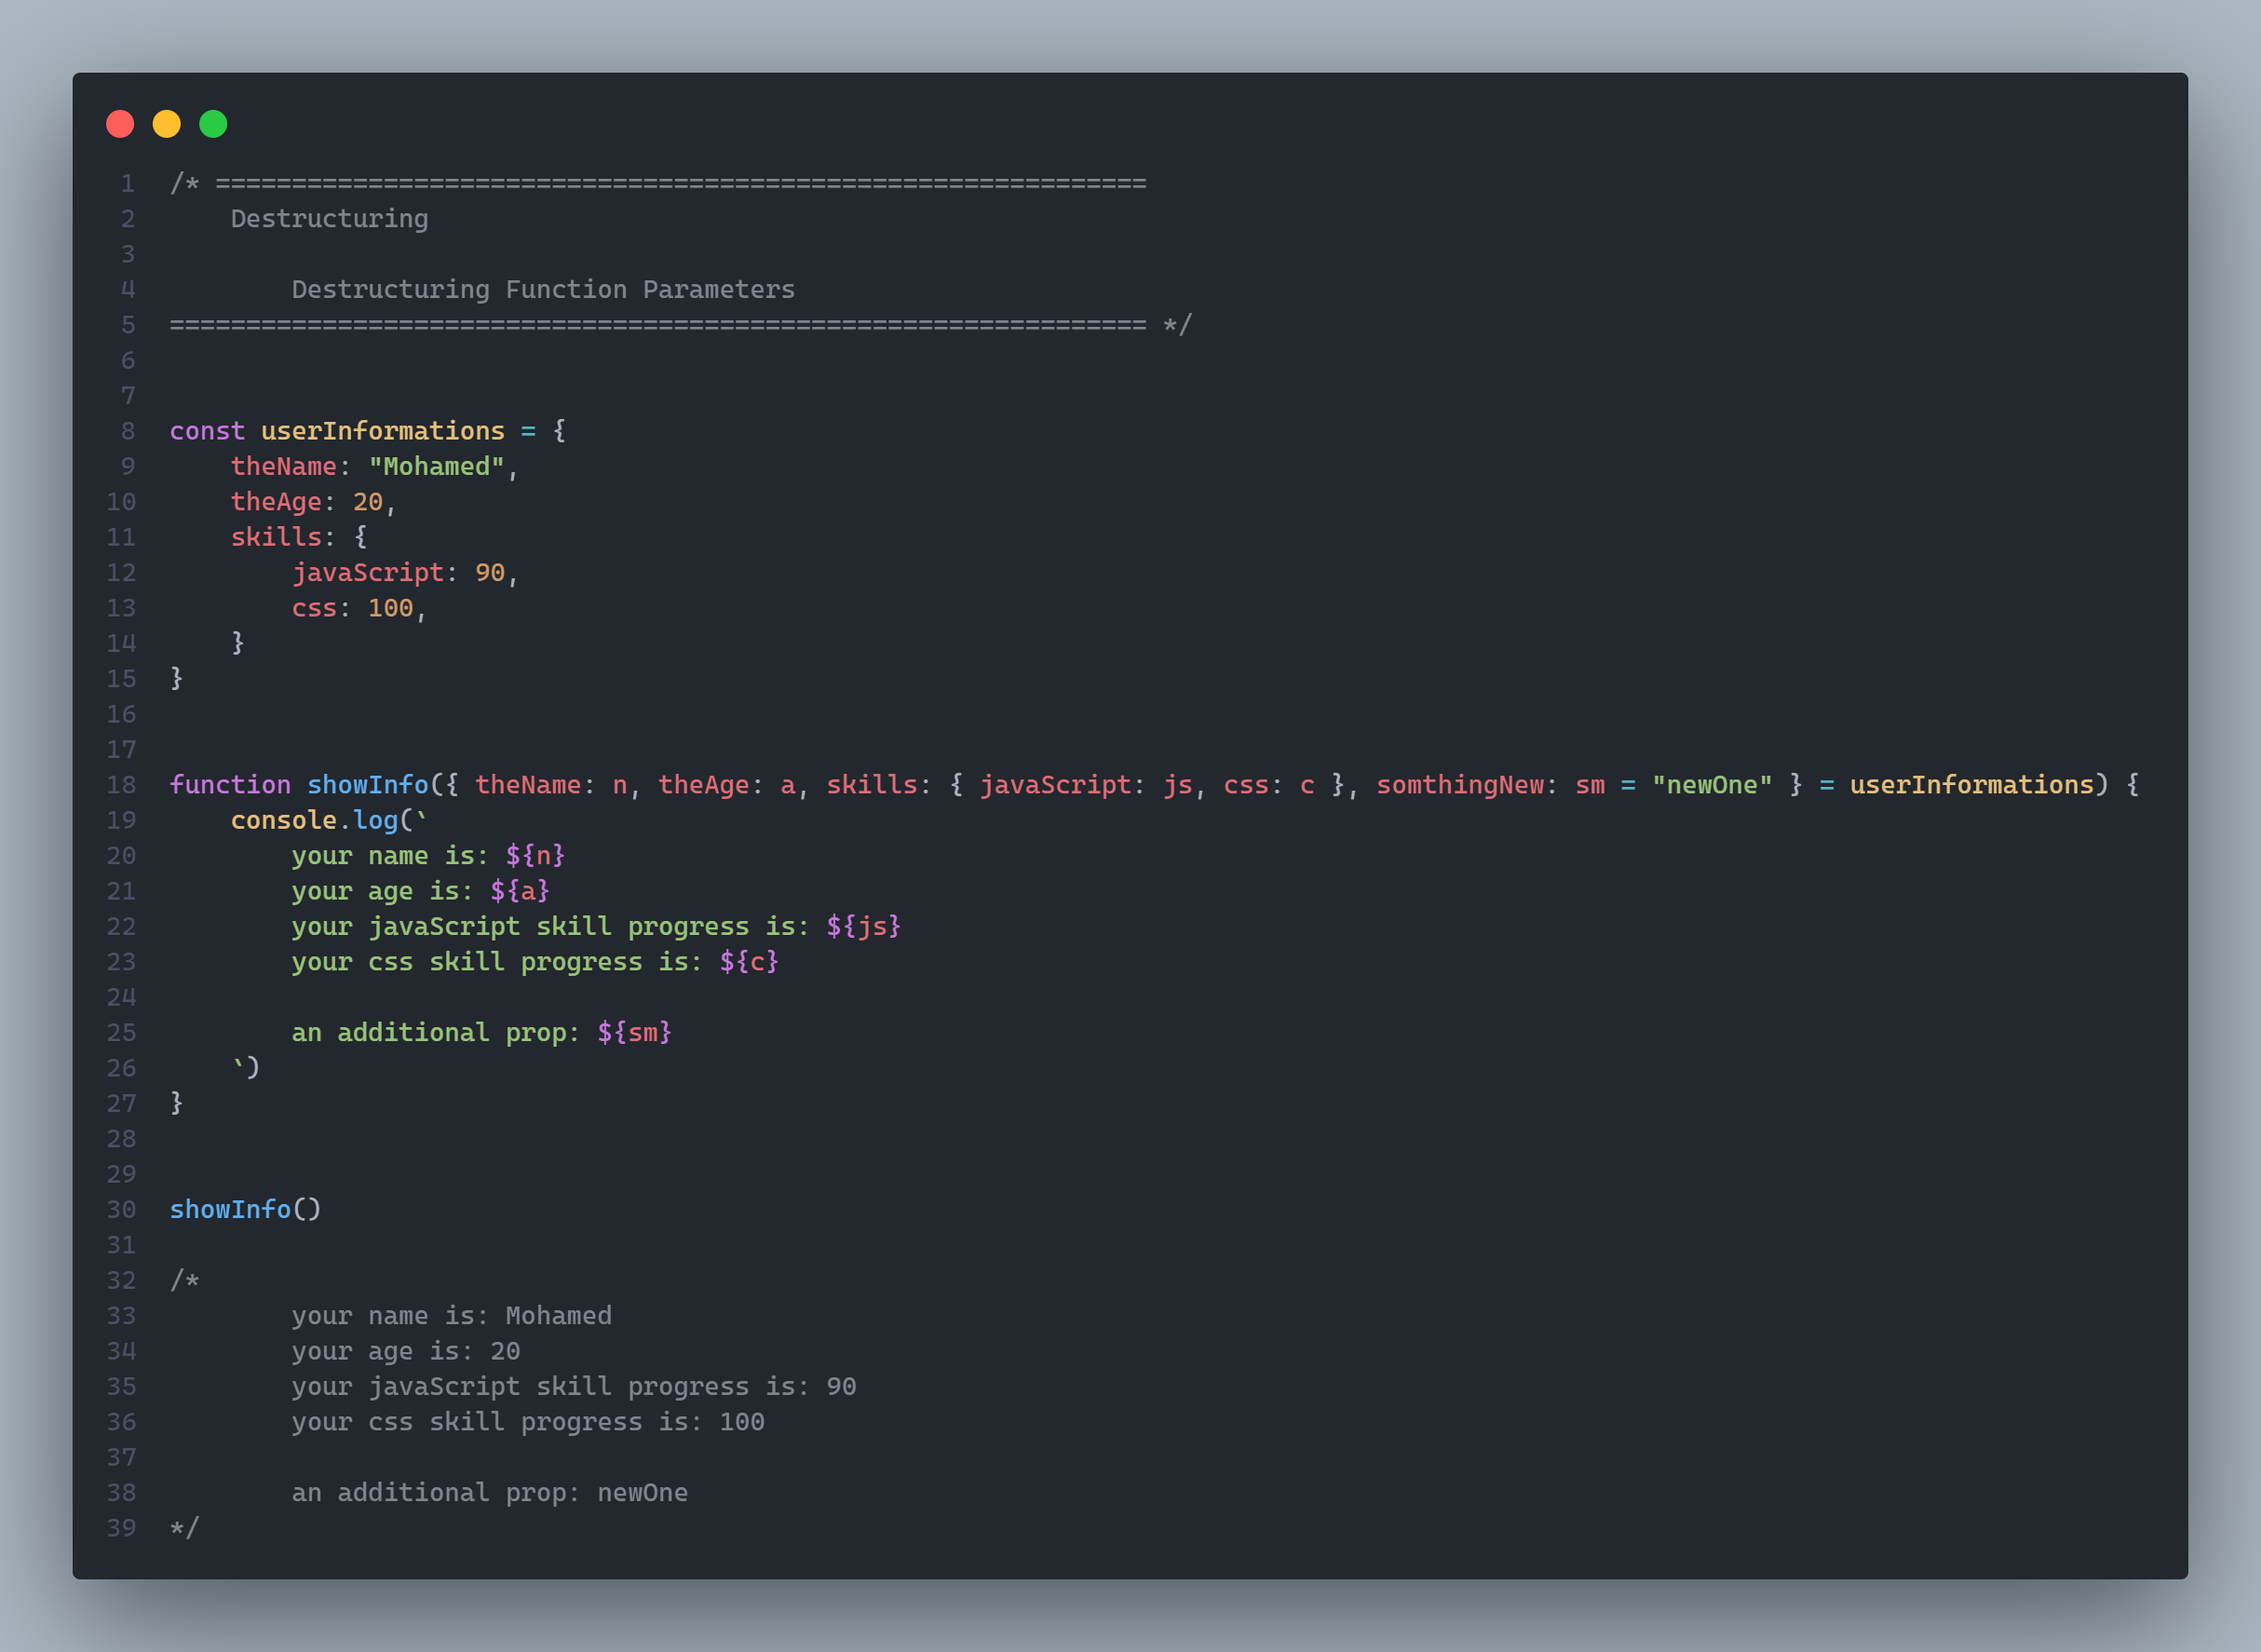 1 /* =============================================================
2     Destructuring
3
4         Destructuring Function Parameters
5 ================================================================ */
6
7
8 const userInformations = {
9     theName: "Mohamed",
10     theAge: 20,
11     skills: {
12         javaScript: 90,
13         css: 100,
14     }
15 }
16
17
18 function showInfo({ theName: n, theAge: a, skills: { javaScript: js, css: c }, somthingNew: sm = "newOne" } = userInformations) {
19     console.log(`
20         your name is: ${n}
21         your age is: ${a}
22         your javaScript skill progress is: ${js}
23         your css skill progress is: ${c}
24
25         an additional prop: ${sm}
26     `)
27 }
28
29
30 showInfo()
31
32 /*
33         your name is: Mohamed
34         your age is: 20
35         your javaScript skill progress is: 90
36         your css skill progress is: 100
37
38         an additional prop: newOne
39 */